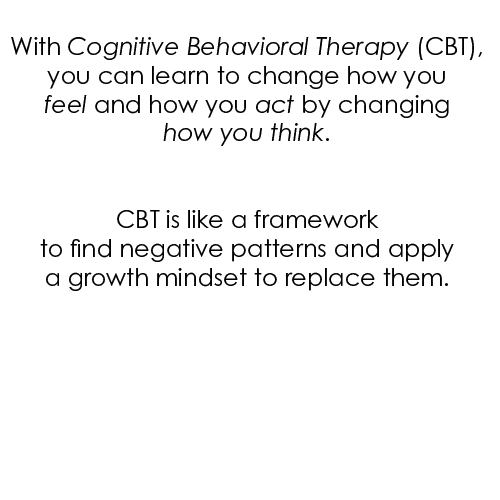 With Cognitive Behavioral Therapy (CBT),
you can learn to change how you
feel and how you act by changing
how you think.
CBT is like a framework
to find negative patterns and apply
a growth mindset to replace them.